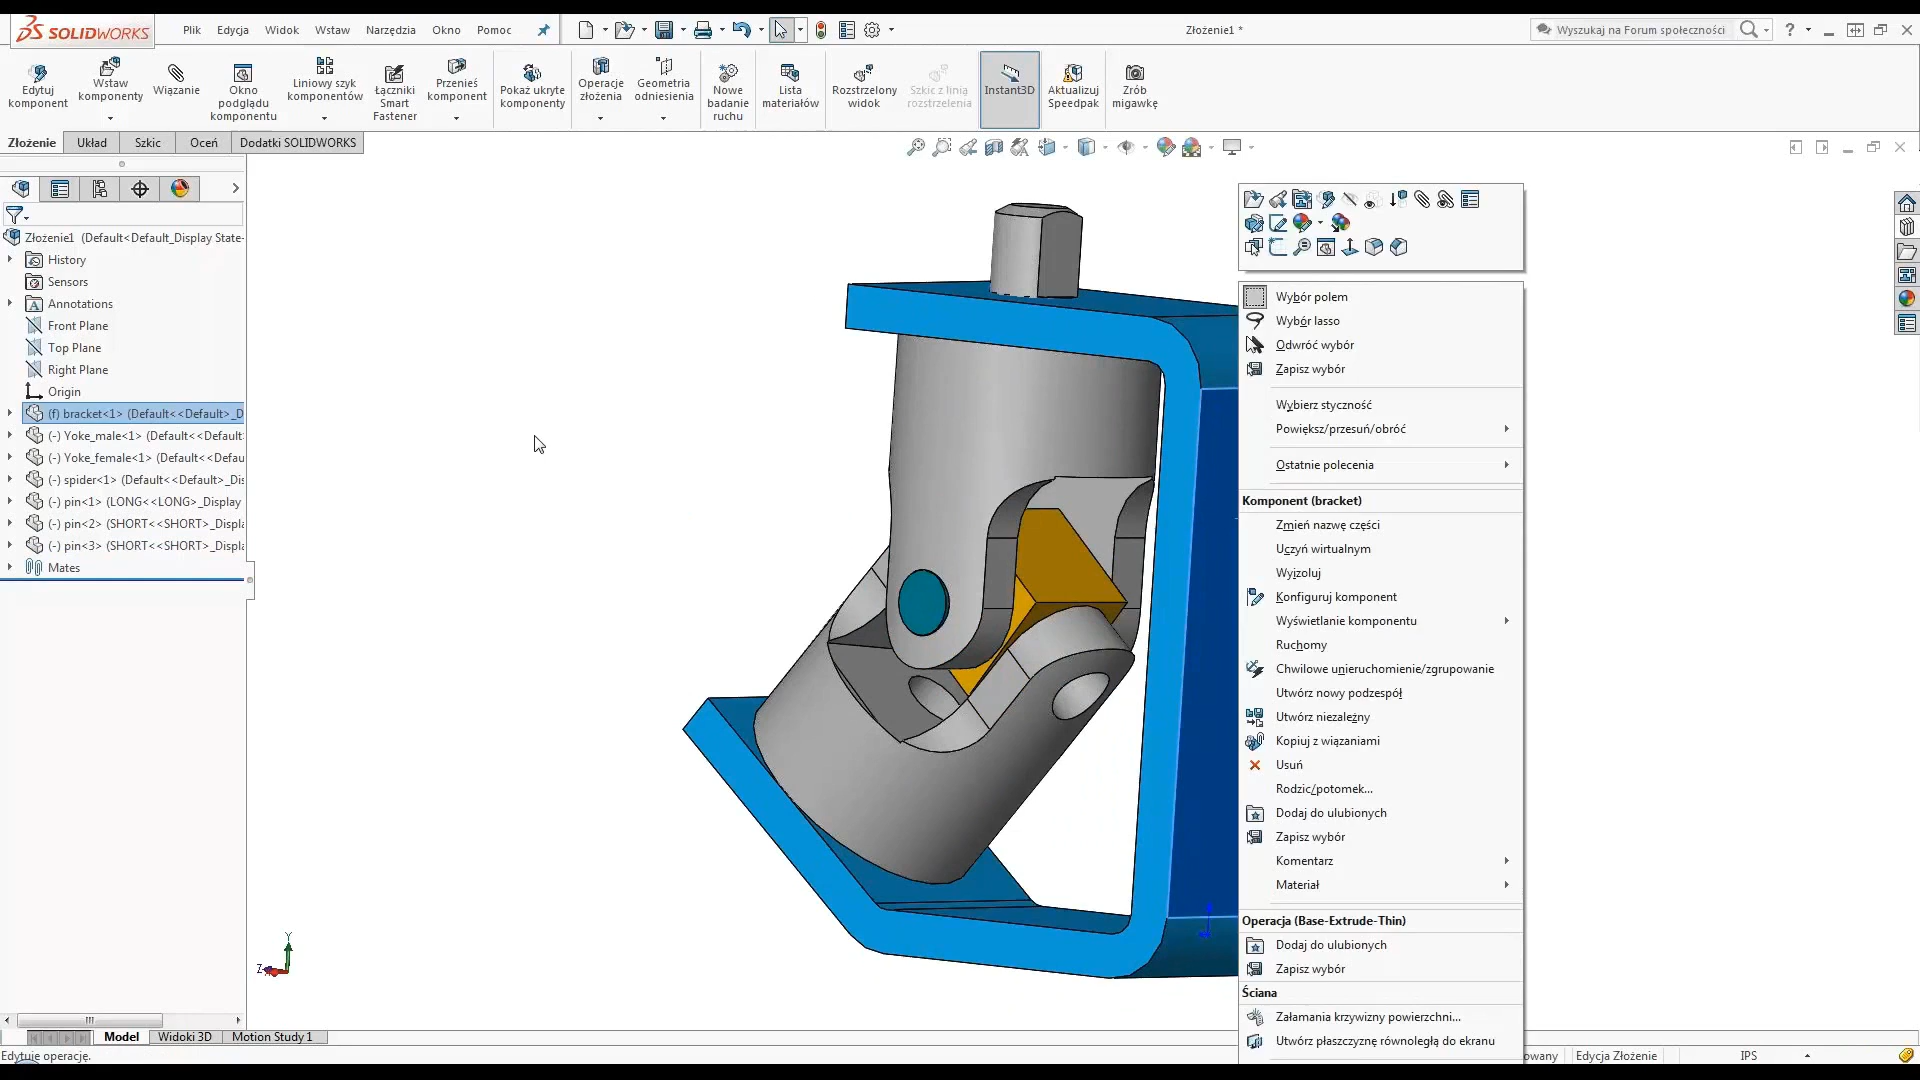 SOLIDWORKS
Plik
Edycja
Widok
Wstaw
Narzędzia
Okno
Pomoc
Złożenie1 *
Wyszukaj na Forum społeczności
?
Edytuj komponent
Wstaw komponenty
Wiązanie
Okno podglądu komponentu
Liniowy szyk komponentów
Łączniki Smart Fastener
Przenieś komponent
Pokaż ukryte komponenty
Operacje złożenia
Geometria odniesienia
Nowe badanie ruchu
Lista materiałów
Rozstrzelony widok
Szkic z linią rozstrzelenia
Instant3D
Aktualizuj Speedpak
Zrób migawkę
Złożenie
Układ
Szkic
Oceń
Dodatki SOLIDWORKS
Złożenie1 (Default<Default_Display State-
History
Sensors
Annotations
Front Plane
Top Plane
Right Plane
Origin
(f) bracket<1> (Default<<Default>_D
(-) Yoke_male<1> (Default<<Default
(-) Yoke_female<1> (Default<<Defau
(-) spider<1> (Default<<Default>_Dis
(-) pin<1> (LONG<<LONG>_Display
(-) pin<2> (SHORT<<SHORT>_Displa
(-) pin<3> (SHORT<<SHORT>_Displa
Mates
Wybór polem
Wybór lasso
Odwróć wybór
Zapisz wybór
Wybierz styczność
Powiększ/przesuń/obróć
Ostatnie polecenia
Komponent (bracket)
Zmień nazwę części
Uczyń wirtualnym
Wyizoluj
Konfiguruj komponent
Wyświetlanie komponentu
Ruchomy
Chwilowe unieruchomienie/zgrupowanie
Utwórz nowy podzespół
Utwórz niezależny
Kopiuj z wiązaniami
Usuń
Rodzic/potomek...
Dodaj do ulubionych
Zapisz wybór
Komentarz
Materiał
Operacja (Base-Extrude-Thin)
Dodaj do ulubionych
Zapisz wybór
Ściana
Załamania krzywizny powierzchni...
Utwórz płaszczyznę równoległą do ekranu
Y
Z
Model
Widoki 3D
Motion Study 1
Edytuje operację.
owany
Edycja Złożenie
IPS